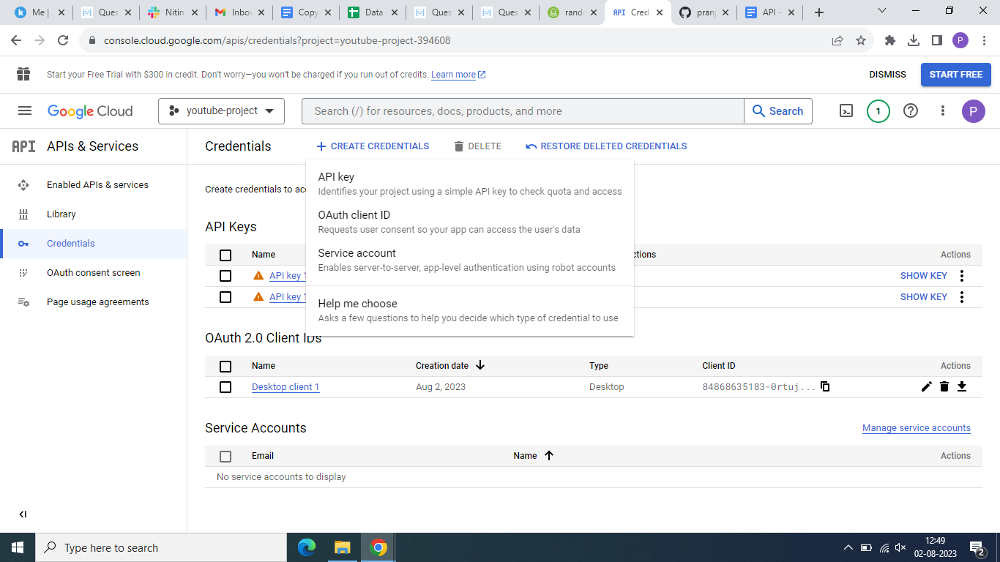 Me |
Ques
Nitin
Inbo
Copy
Data
Ques
Ques
rand
API Cred
pran
API -
console.cloud.google.com/apis/credentials?project=youtube-project-394608
P
Start your Free Trial with $300 in credit. Don't worry—you won't be charged if you run out of credits. Learn more
DISMISS
START FREE
Google Cloud
youtube-project
Search (/) for resources, docs, products, and more
Search
1
P
API APIs & Services
Credentials
+ CREATE CREDENTIALS
DELETE
RESTORE DELETED CREDENTIALS
Enabled APIs & services
Library
Credentials
OAuth consent screen
Page usage agreements
Create credentials to acc
API key
Identifies your project using a simple API key to check quota and access
OAuth client ID
Requests user consent so your app can access the user's data
Service account
Enables server-to-server, app-level authentication using robot accounts
Help me choose
Asks a few questions to help you decide which type of credential to use
API Keys
Name
ctions
Actions
API key 1
SHOW KEY
API key 1
SHOW KEY
OAuth 2.0 Client IDs
Name
Creation date
Type
Client ID
Actions
Desktop client 1
Aug 2, 2023
Desktop
84868635183-0rtuj...
Service Accounts
Manage service accounts
Email
Name
Actions
No service accounts to display
Type here to search
12:49
02-08-2023
2